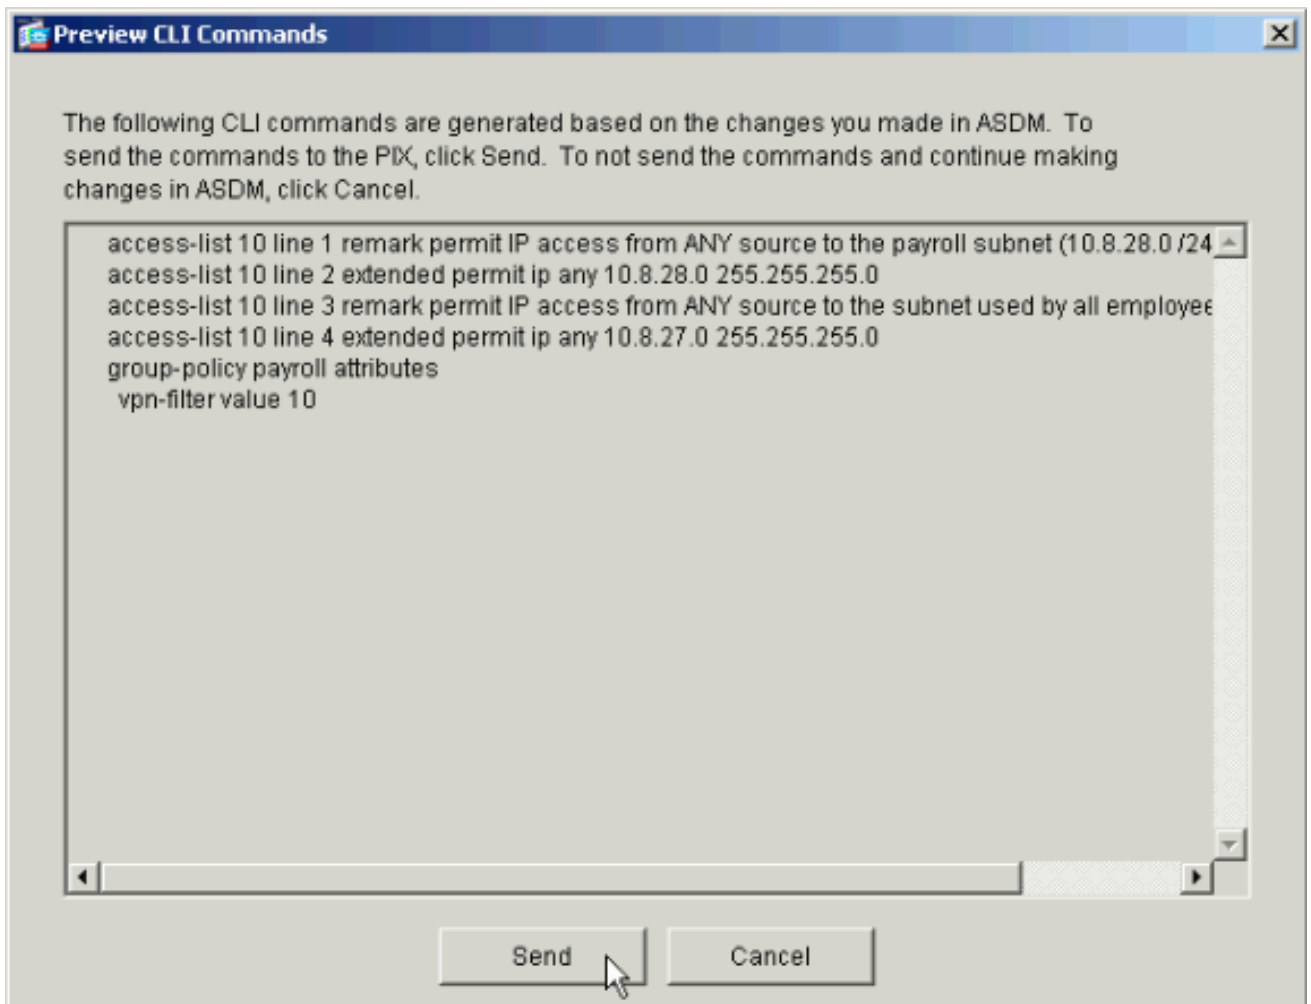 Preview CLI Commands
The following CLI commands are generated based on the changes you made in ASDM. To
send the commands to the PIX, click Send. To not send the commands and continue making
changes in ASDM, click Cancel.
access-list 10 line 1 remark permit IP access from ANY source to the payroll subnet (10.8.28.0 /24
access-list 10 line 2 extended permit ip any 10.8.28.0 255.255.255.0
access-list 10 line 3 remark permit IP access from ANY source to the subnet used by all employee
access-list 10 line 4 extended permit ip any 10.8.27.0 255.255.255.0
group-policy payroll attributes
vpn-filter value 10
Send Cancel